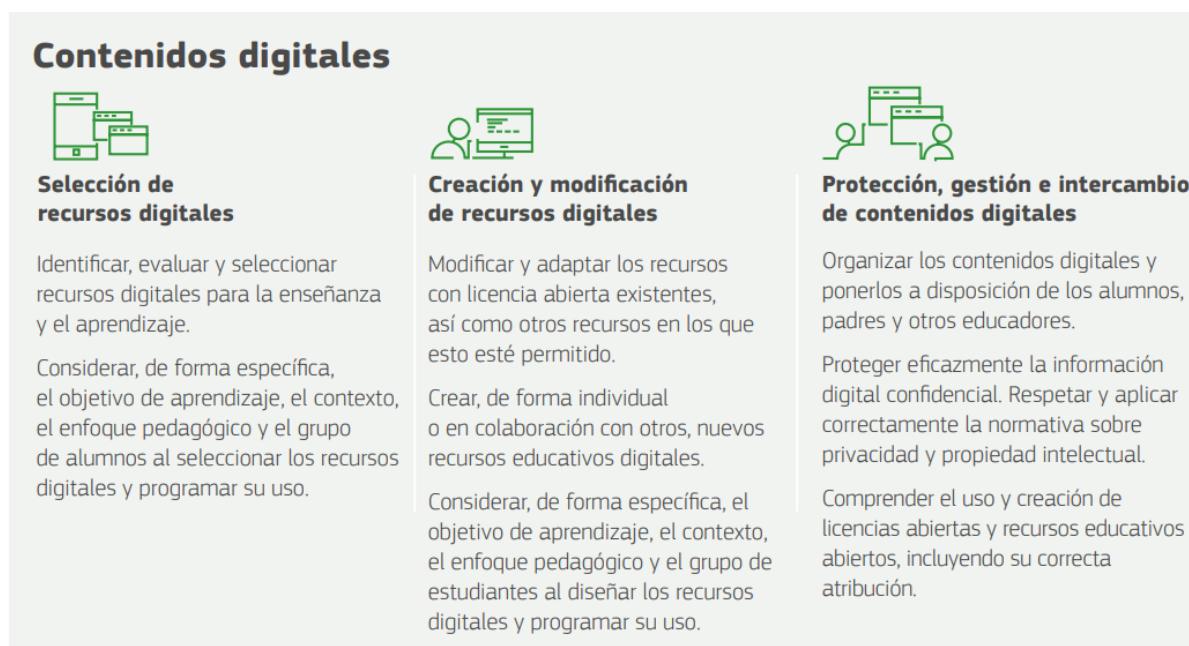 Contenidos digitales
Selección de
recursos digitales
Identificar, evaluar y seleccionar
recursos digitales para la enseñanza
y el aprendizaje.
Considerar, de forma específica,
el objetivo de aprendizaje, el contexto,
el enfoque pedagógico y el grupo
de alumnos al seleccionar los recursos
digitales y programar su uso.
Creación y modificación
de recursos digitales
Modificar y adaptar los recursos
con licencia abierta existentes,
así como otros recursos en los que
esto esté permitido.
Crear, de forma individual
o en colaboración con otros, nuevos
recursos educativos digitales.
Considerar, de forma específica, el
objetivo de aprendizaje, el contexto,
el enfoque pedagógico y el grupo de
estudiantes al diseñar los recursos
digitales y programar su uso.
Protección, gestión e intercambio
de contenidos digitales
Organizar los contenidos digitales y
ponerlos a disposición de los alumnos,
padres y otros educadores.
Proteger eficazmente la información
digital confidencial. Respetar y aplicar
correctamente la normativa sobre
privacidad y propiedad intelectual.
Comprender el uso y creación de
licencias abiertas y recursos educativos
abiertos, incluyendo su correcta
atribución.